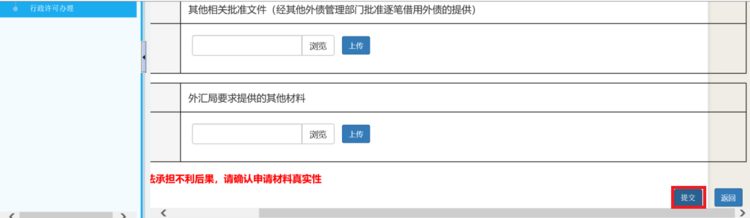 行政许可办理
其他相关批准文件（经其他外债管理部门批准逐笔借用外债的提供）
浏览 上传
外汇局要求提供的其他材料
浏览 上传
法承担不利后果，请确认申请材料真实性
提交 返回